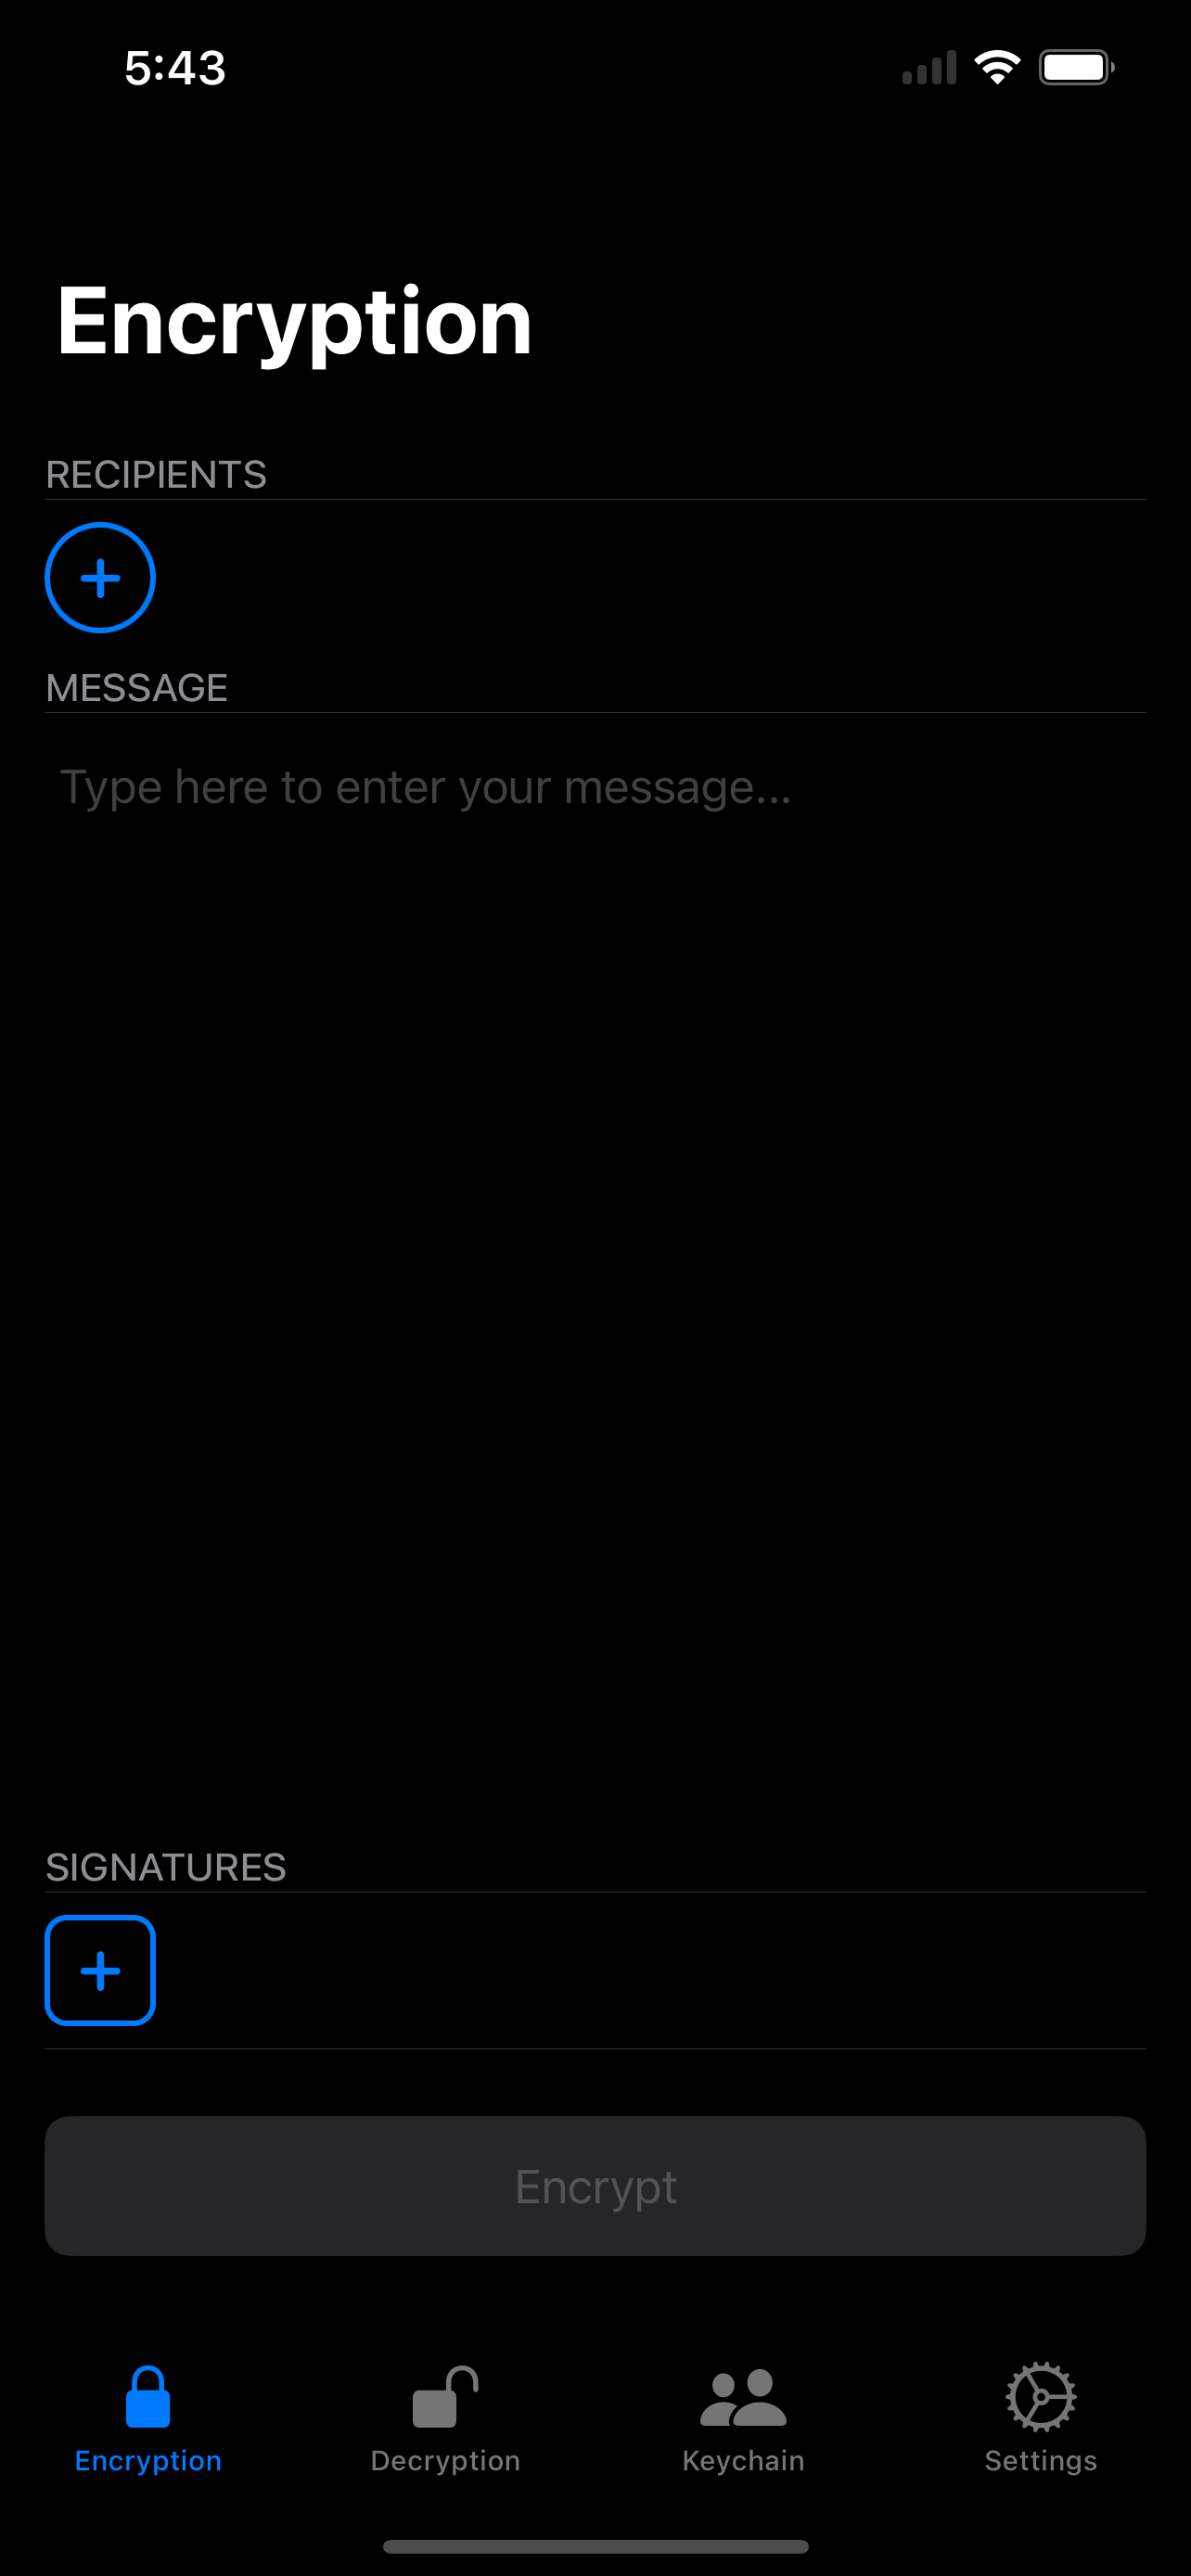 5:43
Encryption
RECIPIENTS
MESSAGE
Type here to enter your message...
SIGNATURES
Encrypt
Encryption
Decryption
Keychain
Settings